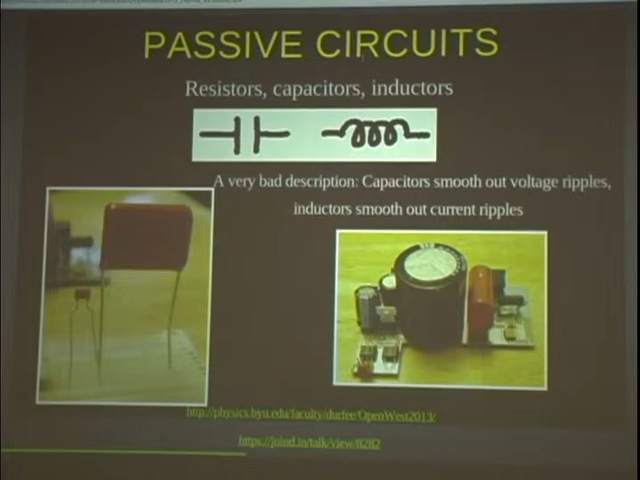 PASSIVE CIRCUITS
Resistors, capacitors, inductors
A very bad description: Capacitors smooth out voltage ripples,
inductors smooth out current ripples
http://physics.byu.edu/faculty/durfee/OpenWest2013/
https://joind.in/talk/view/8282